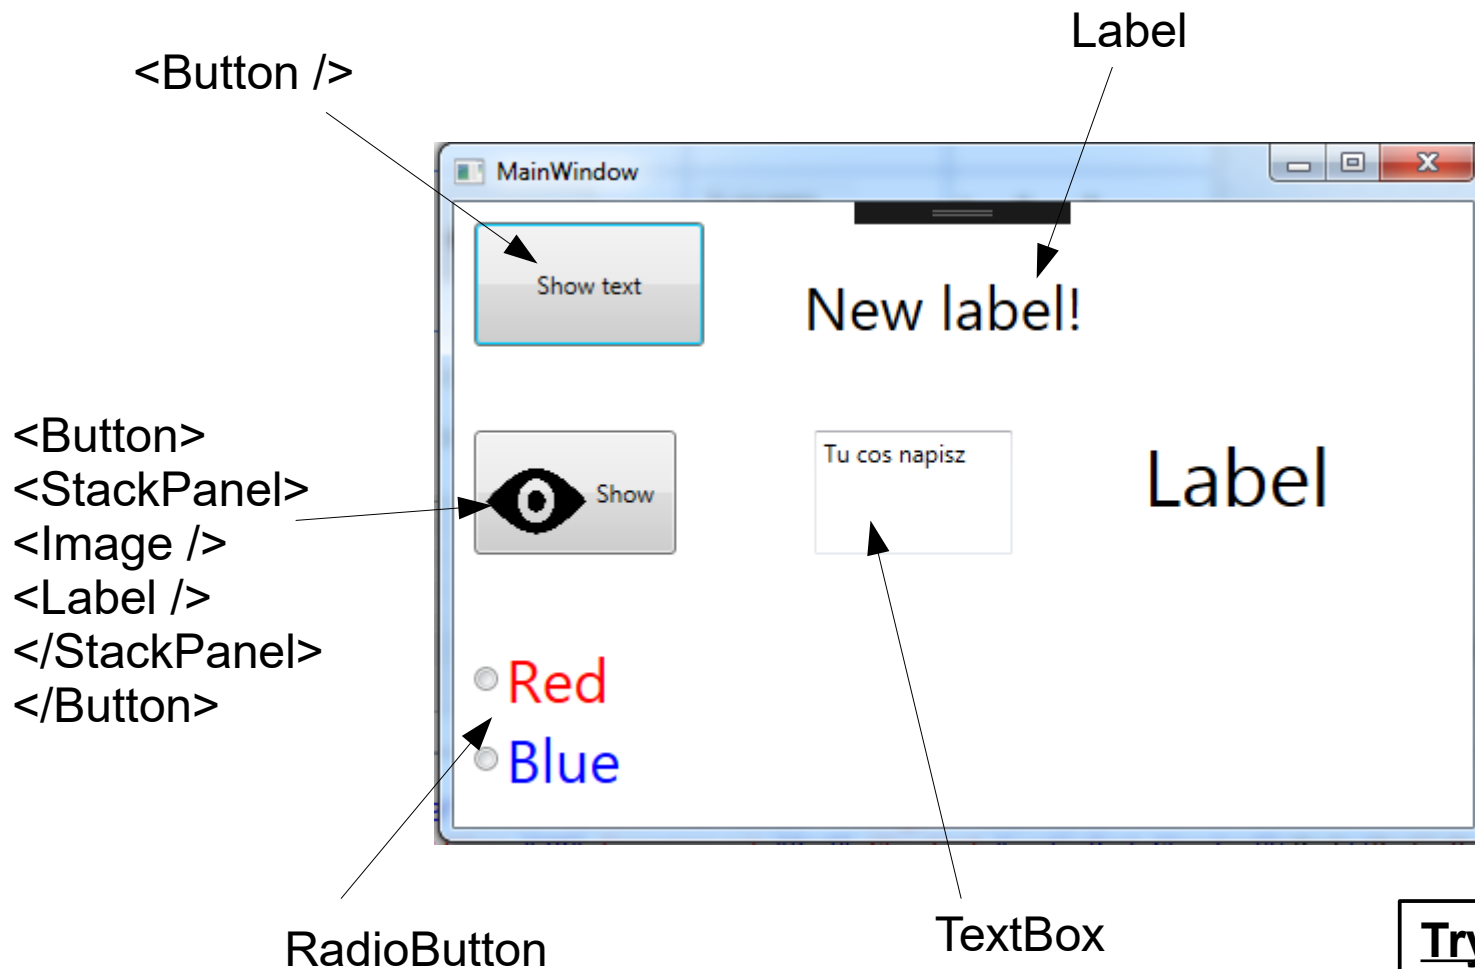 Label
<Button />
MainWindow
Show text
New label!
<Button>
<StackPanel>
<Image />
<Label />
</StackPanel>
</Button>
Show
Tu cos napisz
Label
Red
Blue
RadioButton
TextBox
Try